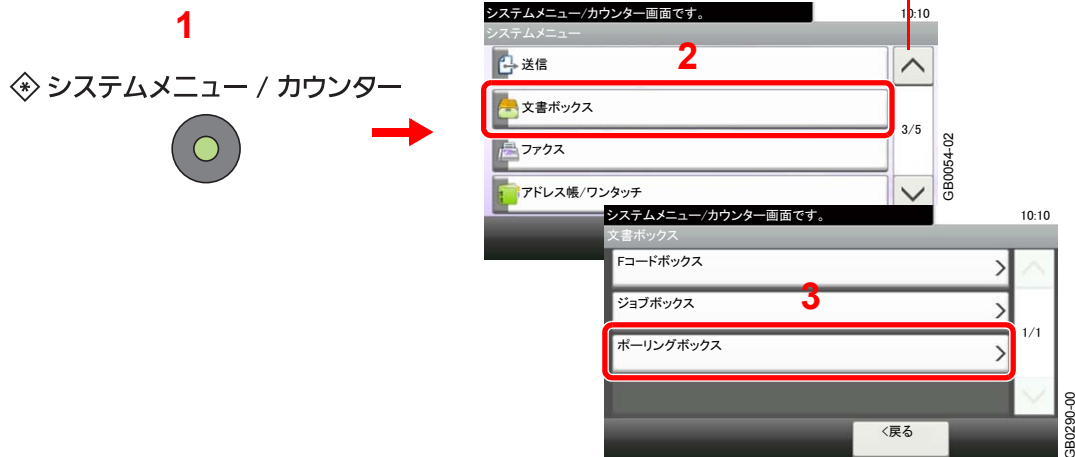 1
システムメニュー / カウンター
システムメニュー/カウンター画面です。
10:10
システムメニュー
2
送信
文書ボックス
ファクス
アドレス帳/ワンタッチ
3/5
GB0054-02
システムメニュー/カウンター画面です。
10:10
文書ボックス
Fコードボックス
ジョブボックス
3
ポーリングボックス
1/1
<戻る
GB0290-00